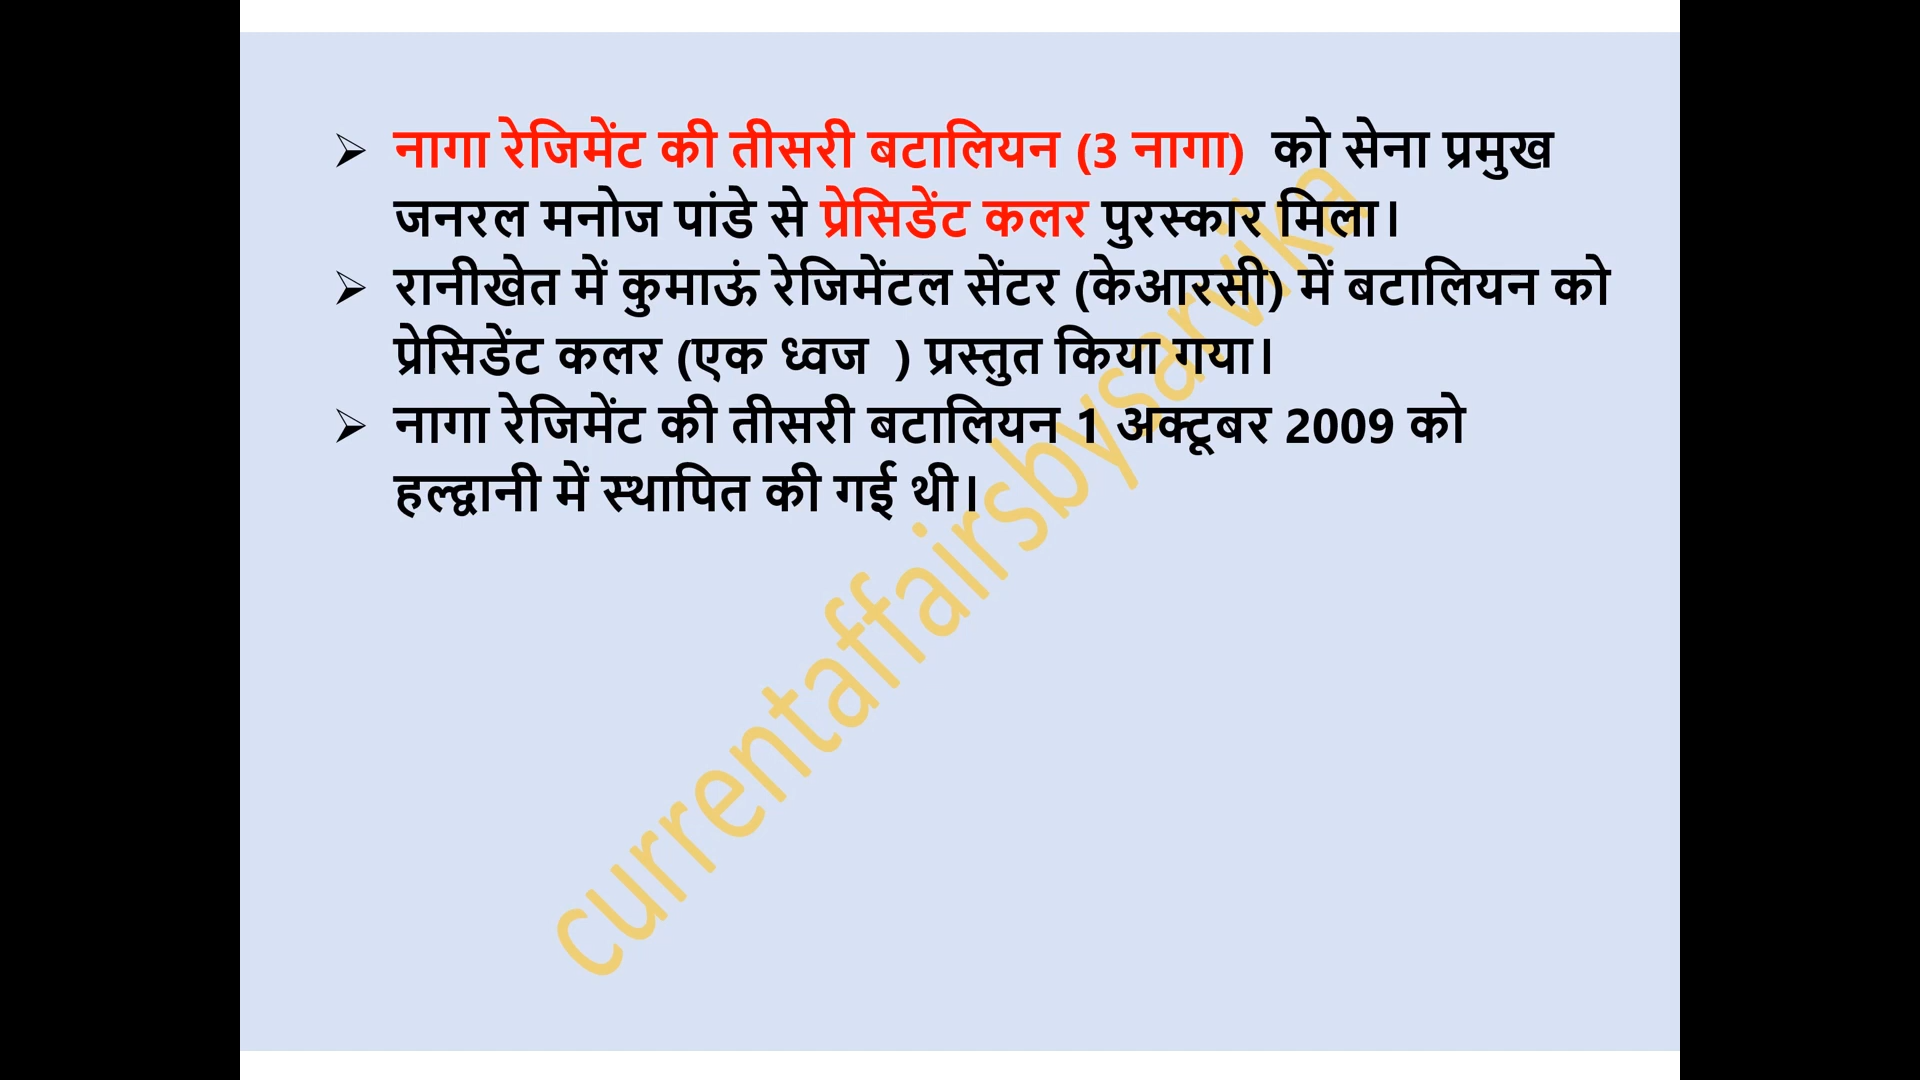 ➢ नागा रेजिमेंट की तीसरी बटालियन (3 नागा) को सेना प्रमुख
जनरल मनोज पांडे से प्रेसिडेंट कलर पुरस्कार मिला।
➢ रानीखेत में कुमाऊं रेजिमेंटल सेंटर (केआरसी) में बटालियन को
प्रेसिडेंट कलर (एक ध्वज ) प्रस्तुत किया गया।
➢ नागा रेजिमेंट की तीसरी बटालियन 1 अक्टूबर 2009 को
हल्द्वानी में स्थापित की गई थी।
currentaffairsbysarvika